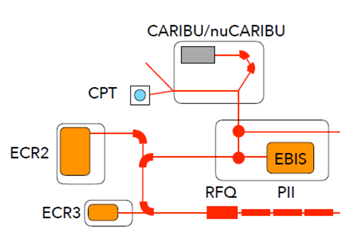 CARIBU/nuCARIBU
CPT
ECR2
EBIS
RFQ PII
ECR3